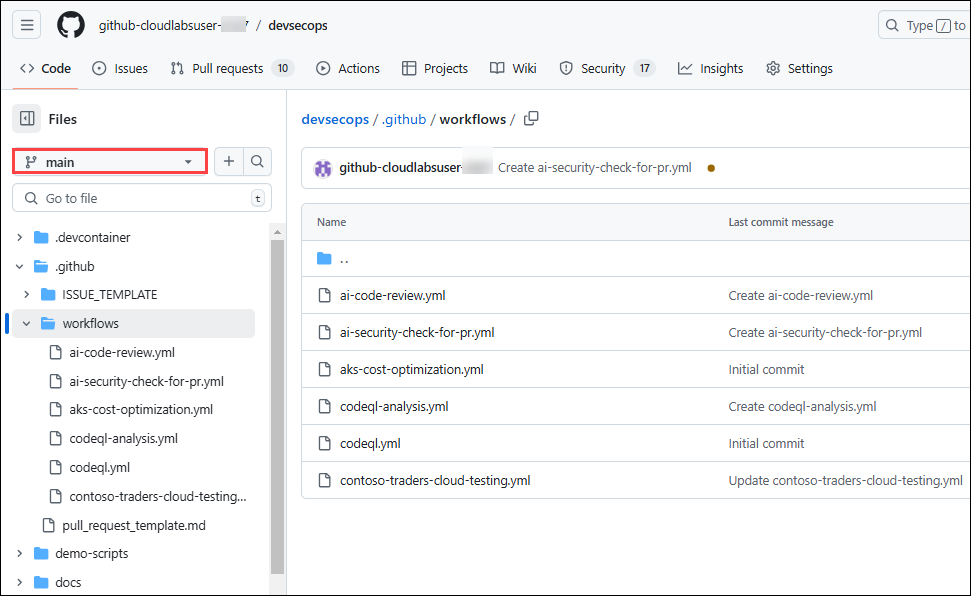 github-cloudlabsuser- / devsecops
Type / to
Code Issues Pull requests 10 Actions Projects Wiki Security 17 Insights Settings
Files
main
Go to file t
.devcontainer
.github
ISSUE_TEMPLATE
workflows
ai-code-review.yml
ai-security-check-for-pr.yml
aks-cost-optimization.yml
codeql-analysis.yml
codeql.yml
contoso-traders-cloud-testing...
pull_request_template.md
demo-scripts
docs
devsecops / .github / workflows /
github-cloudlabsuser- Create ai-security-check-for-pr.yml
Name Last commit message
..
ai-code-review.yml Create ai-code-review.yml
ai-security-check-for-pr.yml Create ai-security-check-for-pr.yml
aks-cost-optimization.yml Initial commit
codeql-analysis.yml Create codeql-analysis.yml
codeql.yml Initial commit
contoso-traders-cloud-testing.yml Update contoso-traders-cloud-testing.yml